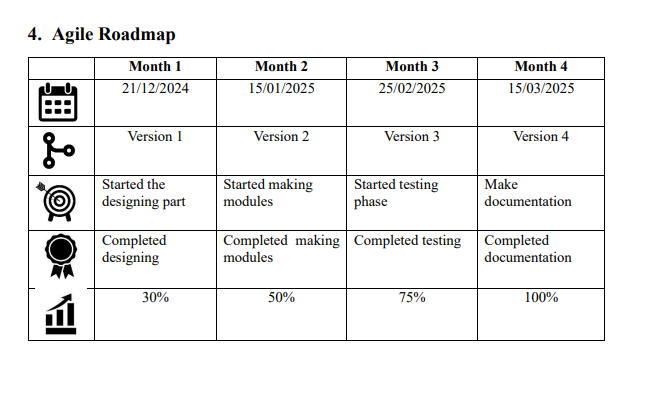 4. Agile Roadmap
Month 1 Month 2 Month 3 Month 4
21/12/2024 15/01/2025 25/02/2025 15/03/2025
Version 1 Version 2 Version 3 Version 4
Started the Started making Started testing Make
designing part modules phase documentation
Completed Completed making Completed testing Completed
designing modules documentation
30% 50% 75% 100%